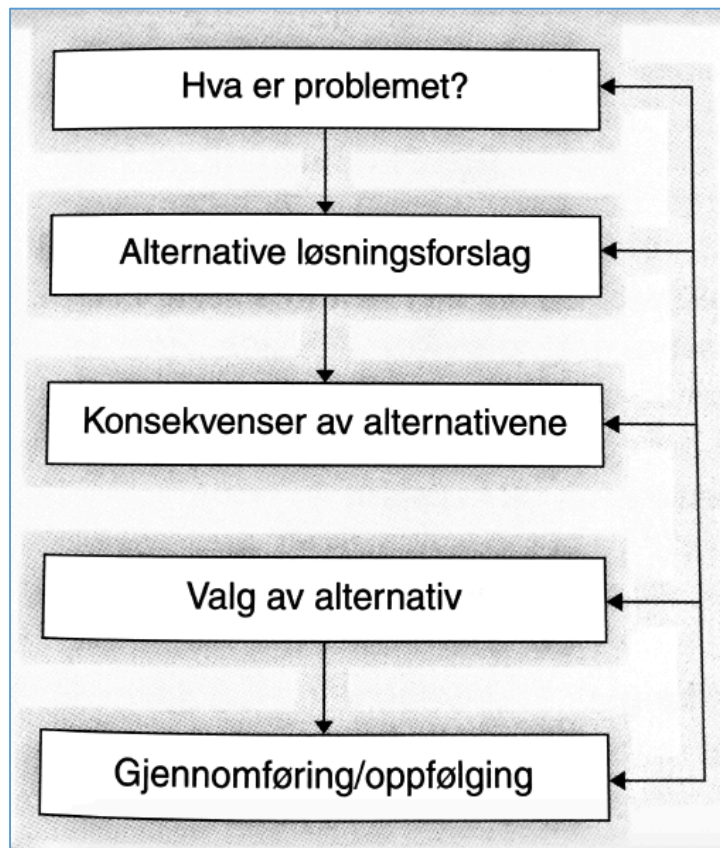 Hva er problemet?
Alternative løsningsforslag
Konsekvenser av alternativene
Valg av alternativ
Gjennomføring/oppfølging